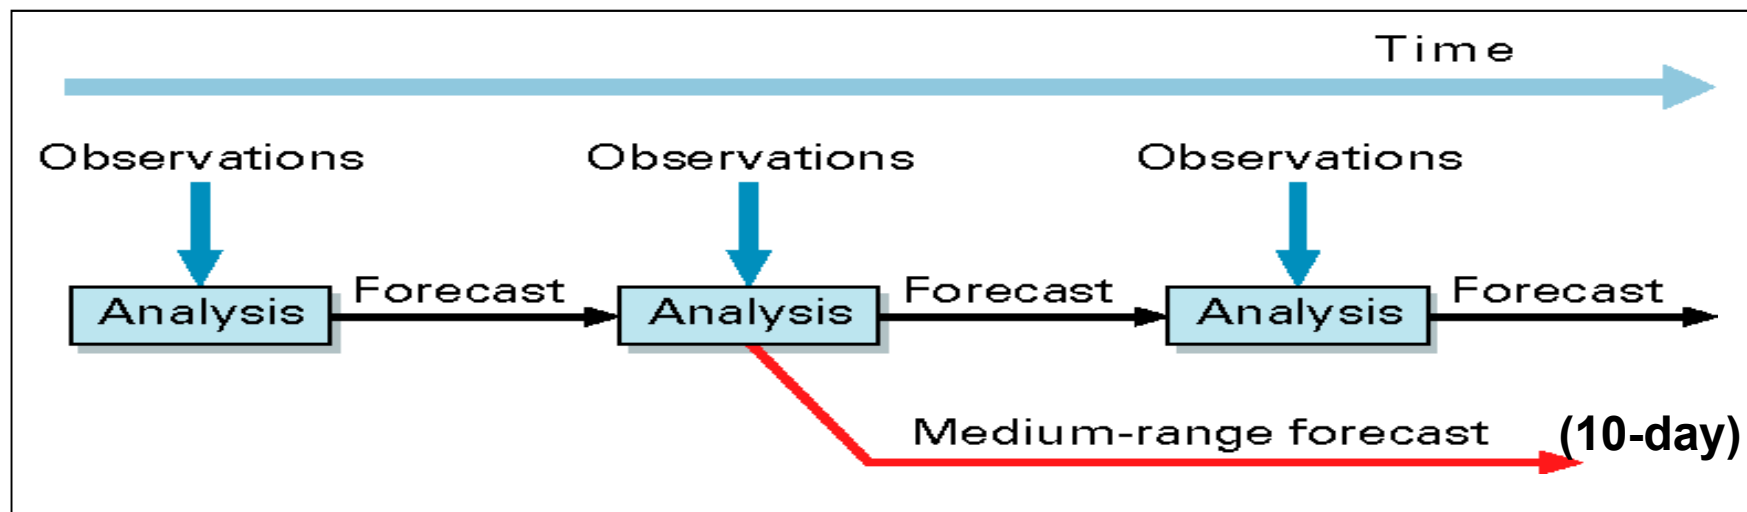 Time
Observations Observations Observations
Analysis Forecast Analysis Forecast Analysis Forecast
Medium-range forecast (10-day)